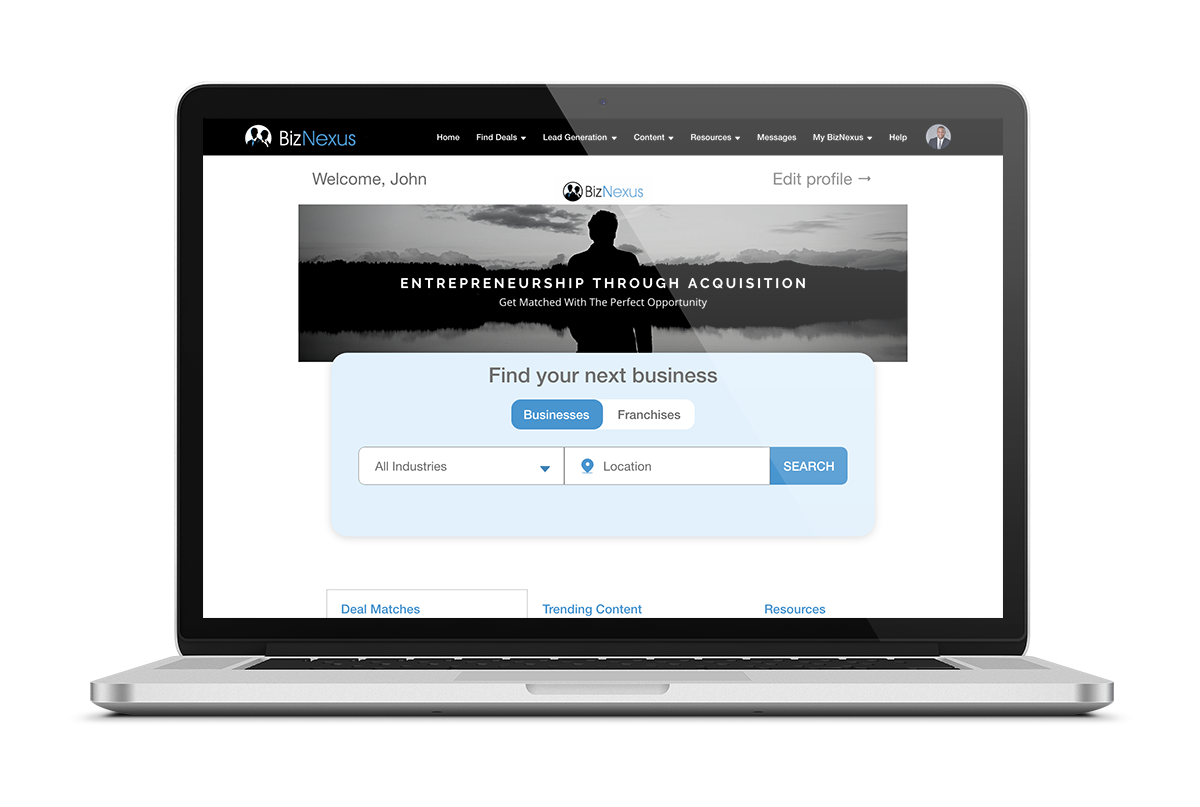 BizNexus
Home Find Deals Lead Generation Content Resources Messages My BizNexus Help
Welcome, John
BizNexus
Edit profile →
ENTREPRENEURSHIP THROUGH ACQUISITION
Get Matched With The Perfect Opportunity
Find your next business
Businesses Franchises
All Industries Location SEARCH
Deal Matches Trending Content Resources